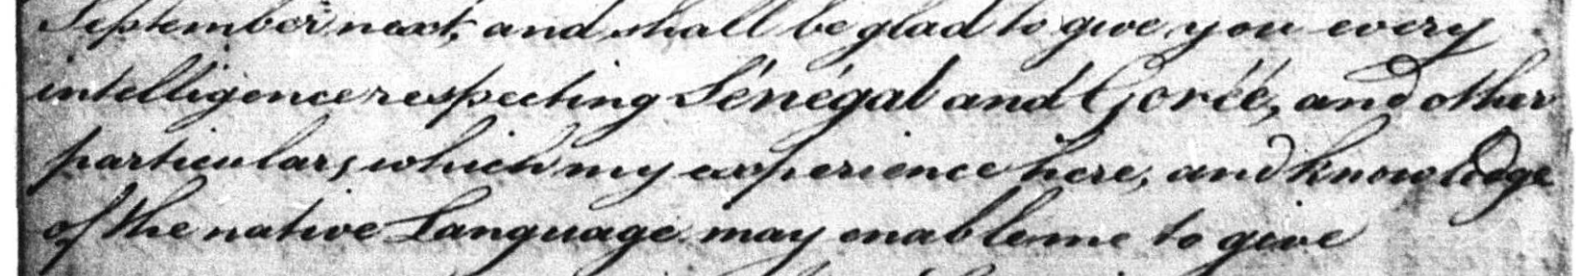 September next, and shall be glad to give you every
intelligence respecting Sénégal and Goréé, and other
particulars which my experience here, and knowledge
of the native Language may enable me to give